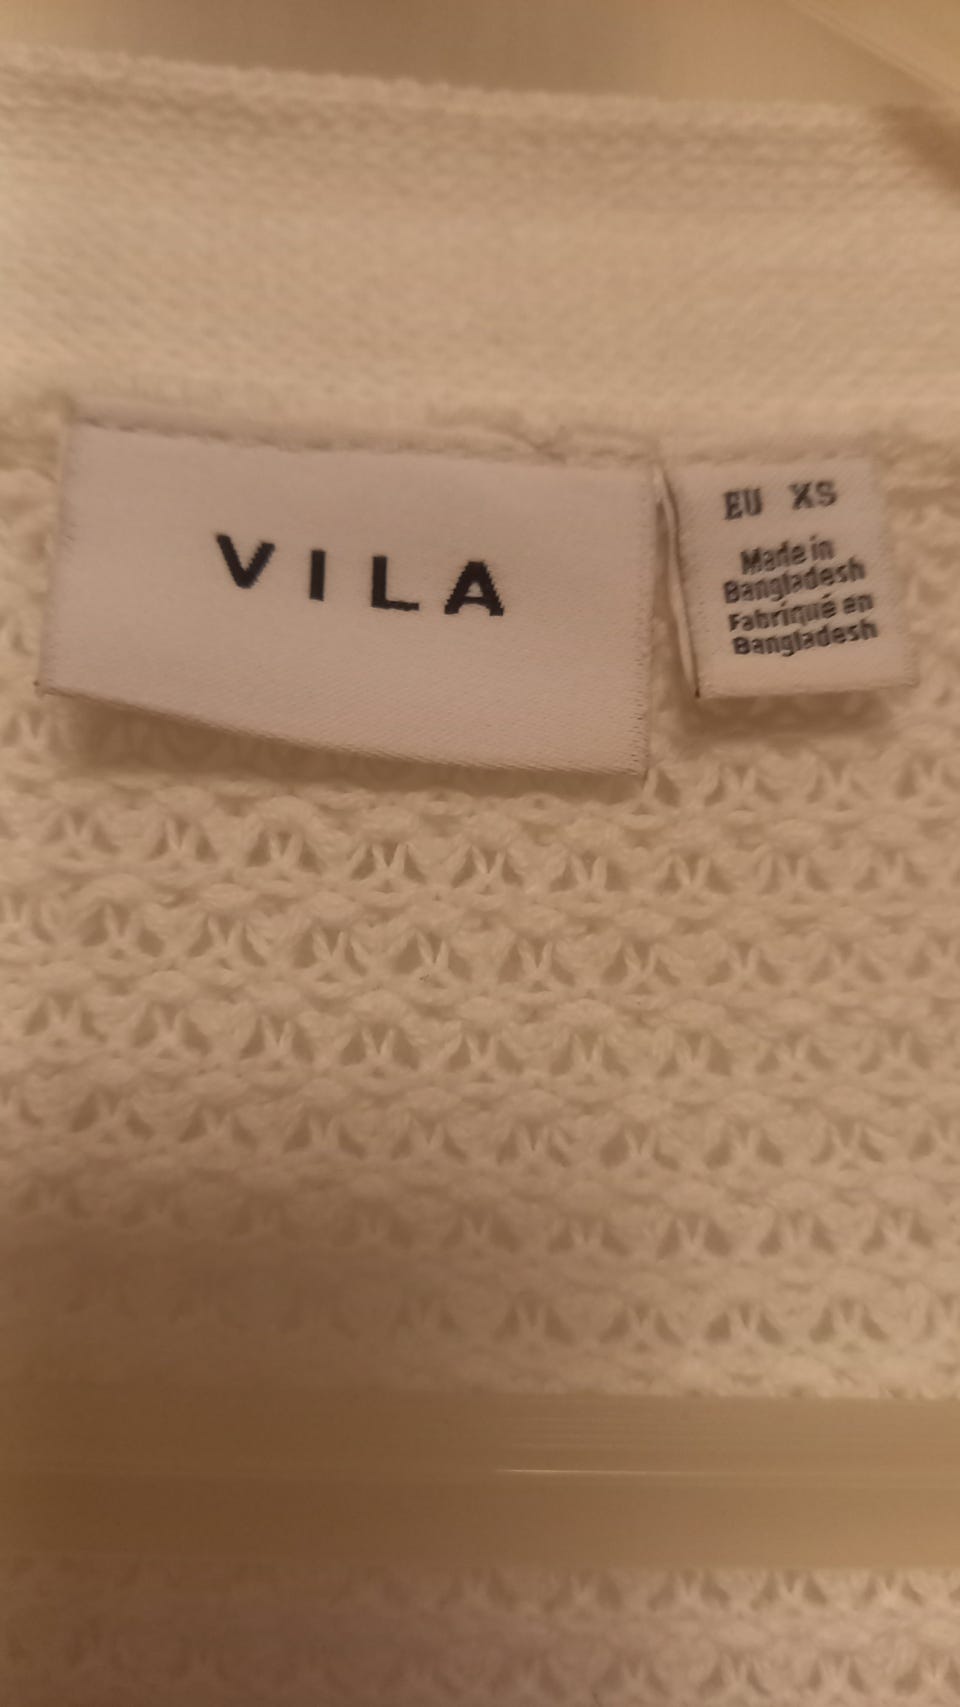 VILA
EU XS
Made in
Bangladesh
Fabriqué en
Bangladesh